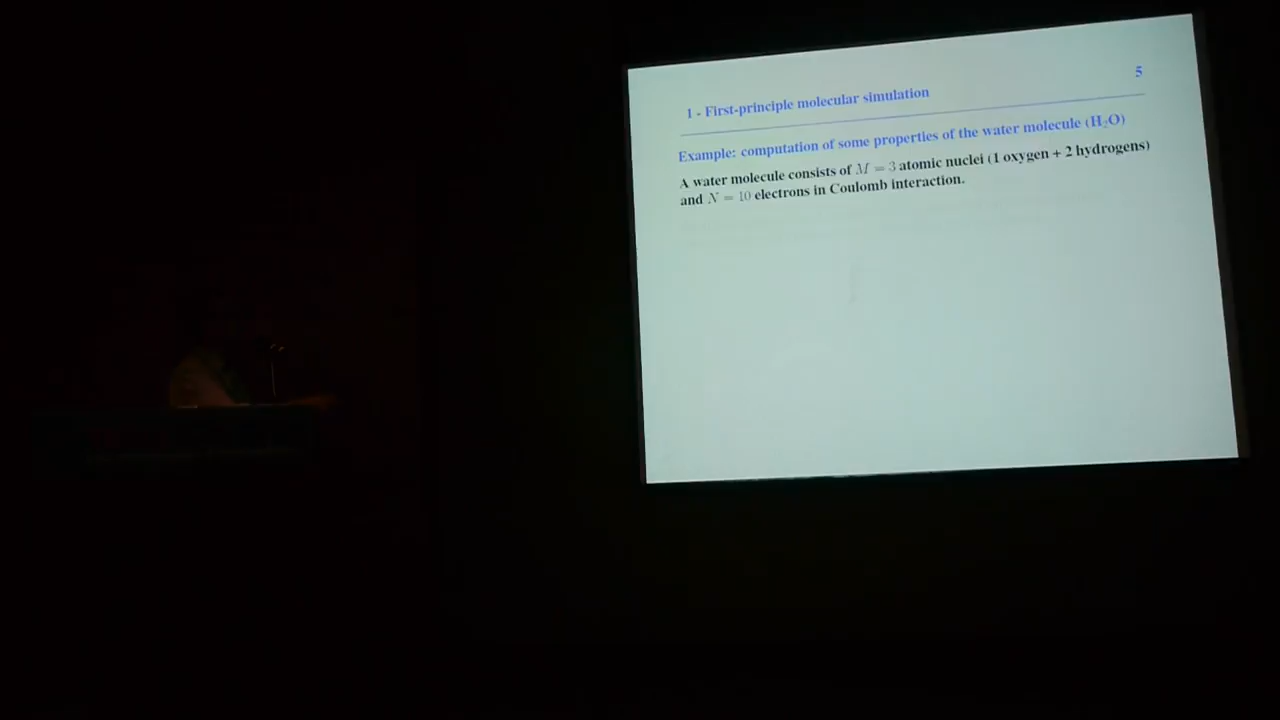 1 - First-principle molecular simulation
5
Example: computation of some properties of the water molecule (H₂O)
A water molecule consists of M = 3 atomic nuclei (1 oxygen + 2 hydrogens)
and N = 10 electrons in Coulomb interaction.